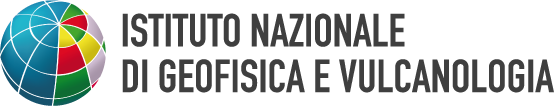 ISTITUTO NAZIONALE
DI GEOFISICA E VULCANOLOGIA